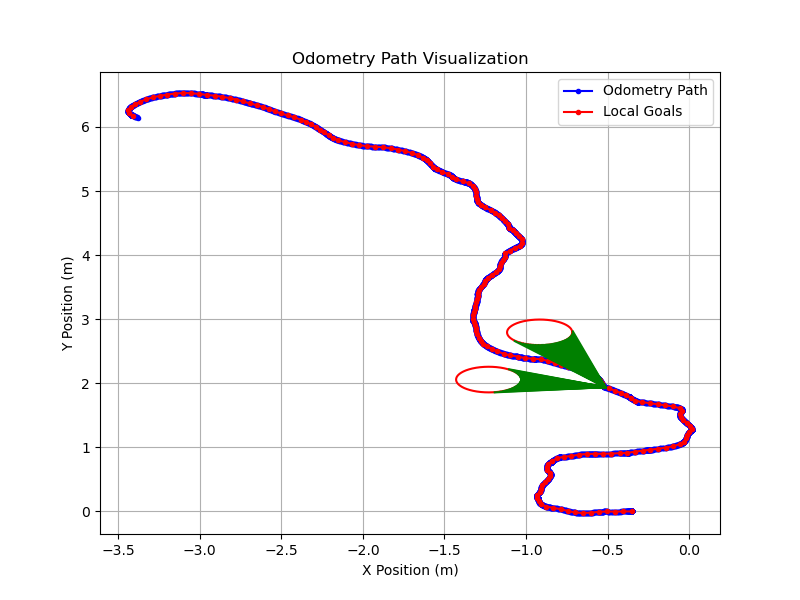 Odometry Path Visualization
Odometry Path
Local Goals
Y Position (m)
6
5
4
3
2
1
0
−3.5 −3.0 −2.5 −2.0 −1.5 −1.0 −0.5 0.0
X Position (m)